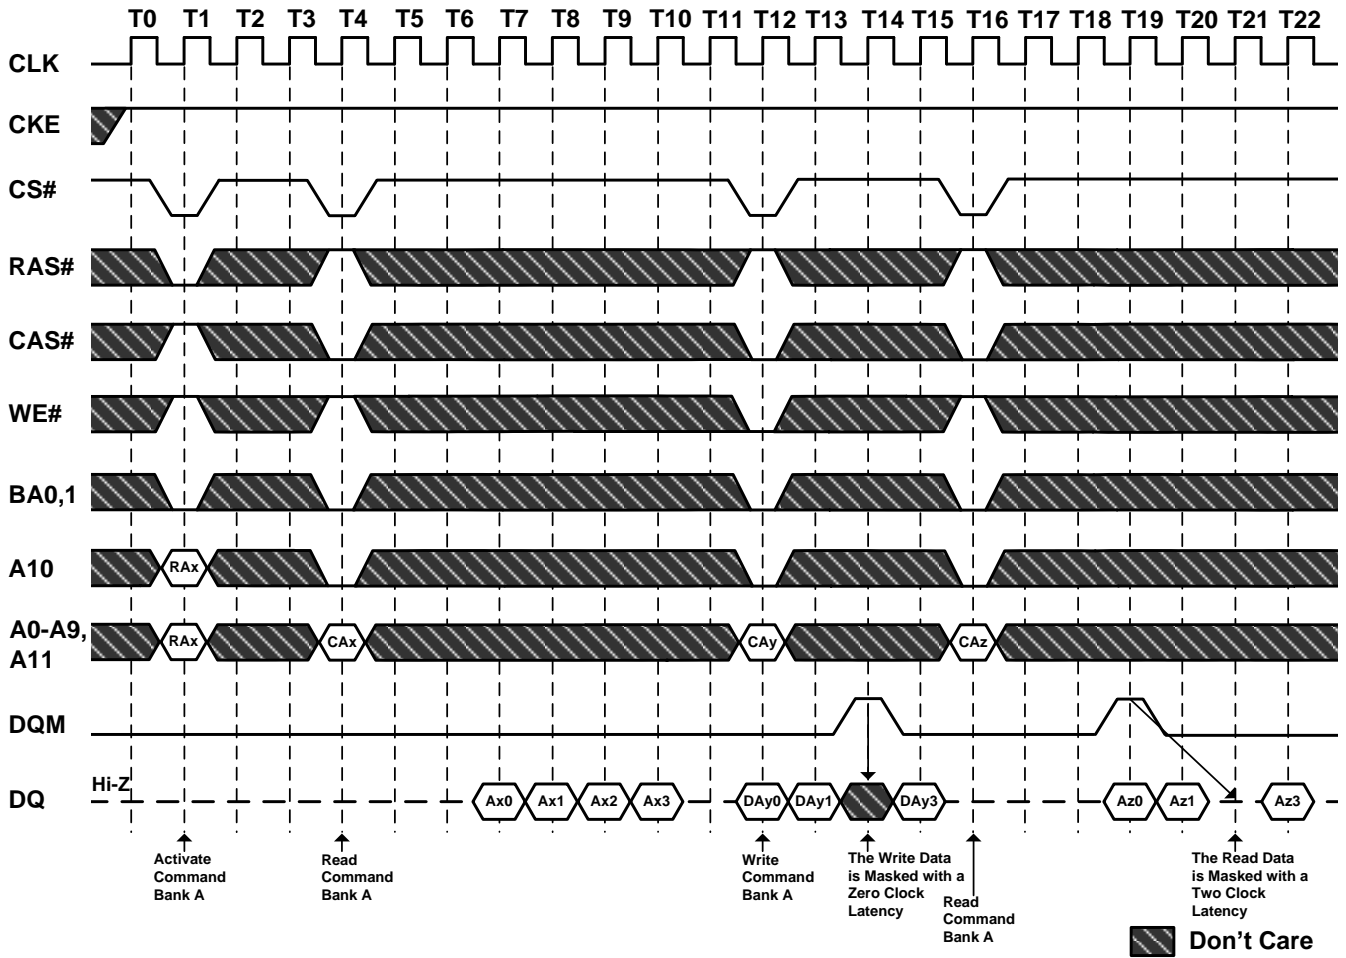 T0 T1 T2 T3 T4 T5 T6 T7 T8 T9 T10 T11 T12 T13 T14 T15 T16 T17 T18 T19 T20 T21 T22
CLK
CKE
CS#
RAS#
CAS#
WE#
BA0,1
A10 RAx
A0-A9,
A11 RAx CAx CAy CAz
DQM
Hi-Z
DQ Ax0 Ax1 Ax2 Ax3 DAy0 DAy1 DAy3 Az0 Az1 Az3
Activate
Command
Bank A
Read
Command
Bank A
Write
Command
Bank A
The Write Data
is Masked with a
Zero Clock
Latency
Read
Command
Bank A
The Read Data
is Masked with a
Two Clock
Latency
Don't Care